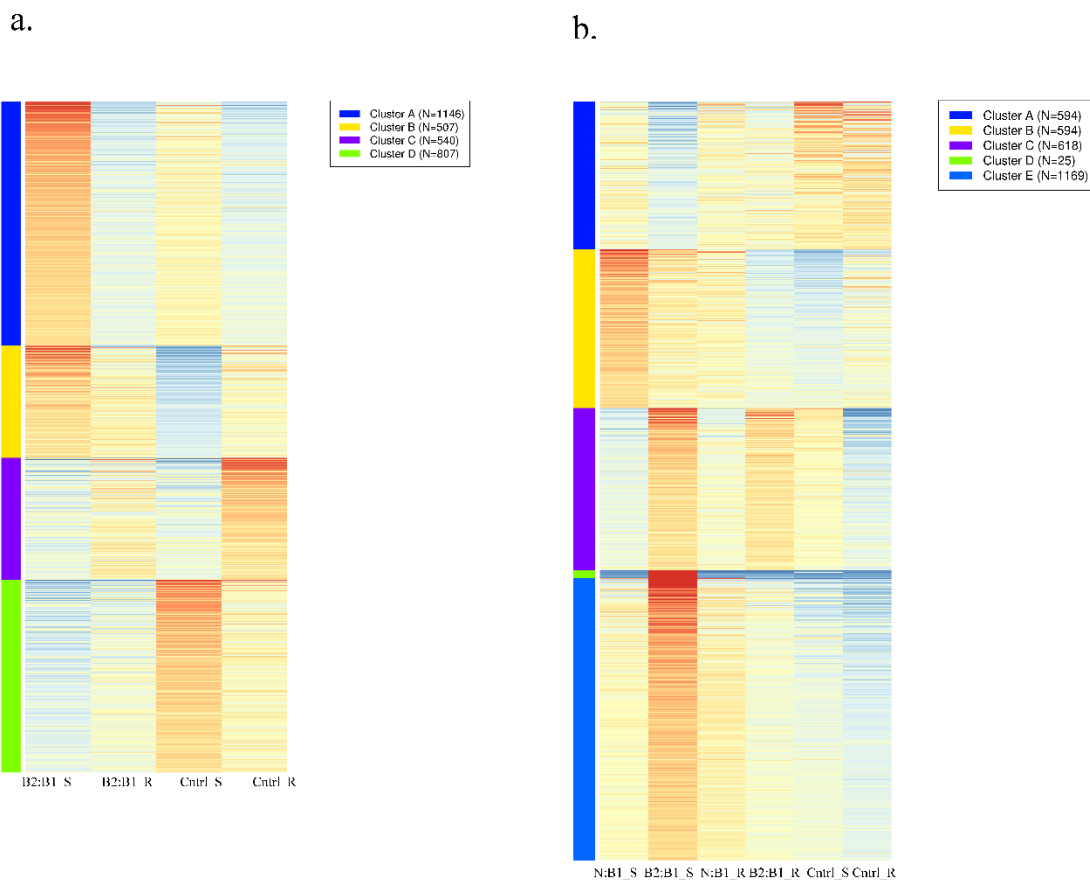 a.
Cluster A (N=1146)
Cluster B (N=507)
Cluster C (N=540)
Cluster D (N=807)
B2:B1_S B2:B1_R Cntrl_S Cntrl_R
b.
Cluster A (N=594)
Cluster B (N=594)
Cluster C (N=618)
Cluster D (N=25)
Cluster E (N=1169)
N:B1_S B2:B1_S N:B1_R B2:B1_R Cntrl_S Cntrl_R